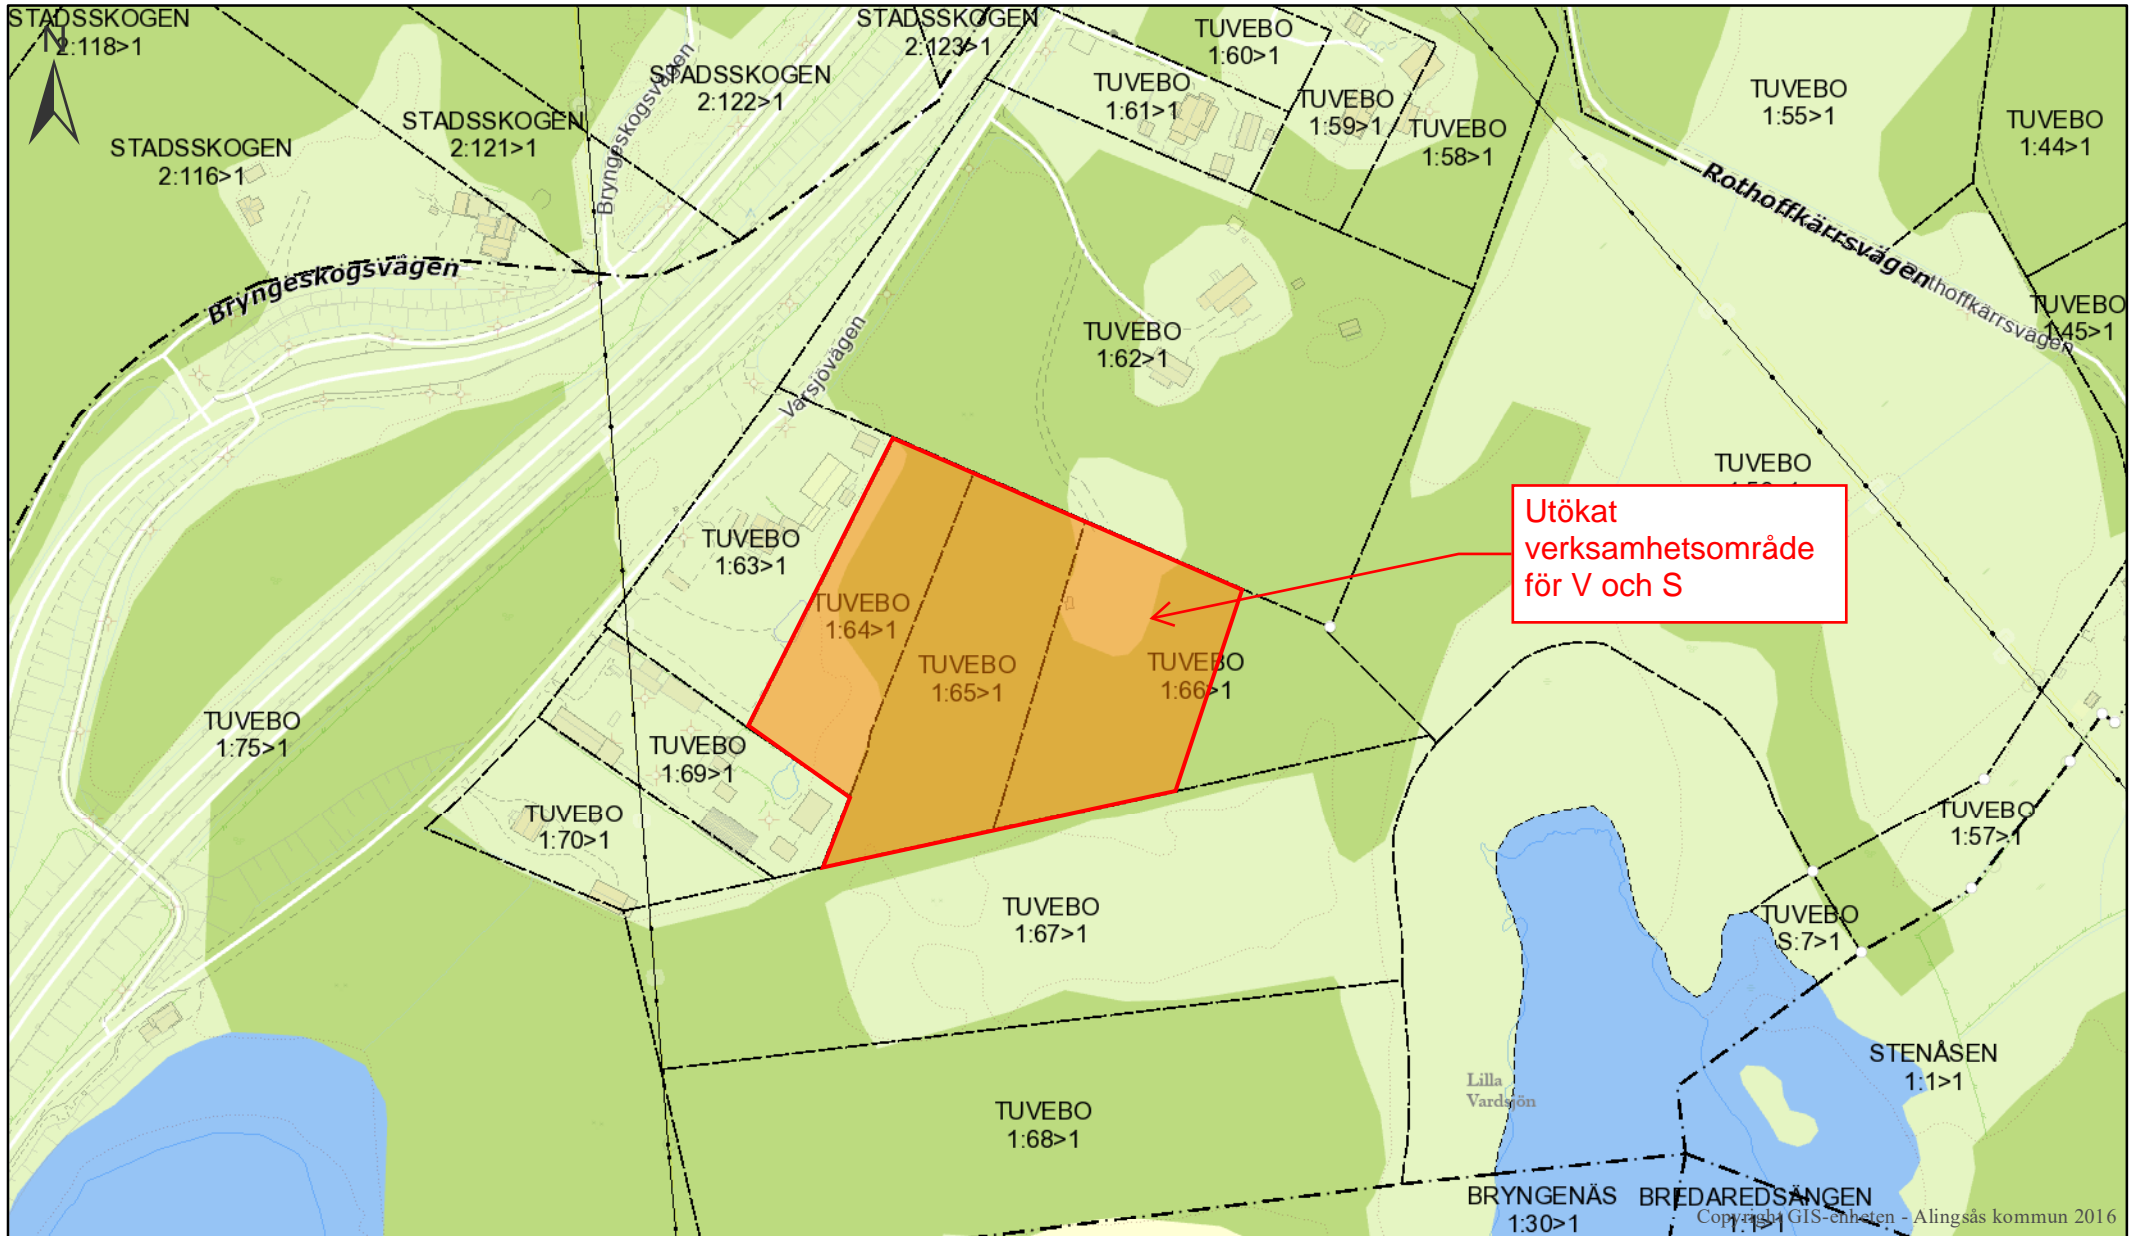 STADSSKOGEN
2:118>1
N
STADSSKOGEN
2:123>1
STADSSKOGEN
2:122>1
STADSSKOGEN
2:121>1
STADSSKOGEN
2:116>1
Bryngeskogsvägen
Bryngeskogsvägen
TUVEBO
1:60>1
TUVEBO
1:61>1
TUVEBO
1:59>1
TUVEBO
1:58>1
TUVEBO
1:55>1
TUVEBO
1:44>1
Rothoffkärrsvägen
Rothoffkärrsvägen
TUVEBO
1:45>1
TUVEBO
1:62>1
Varsjövägen
TUVEBO
Utökat
verksamhetsområde
för V och S
TUVEBO
1:63>1
TUVEBO
1:64>1
TUVEBO
1:65>1
TUVEBO
1:66>1
TUVEBO
1:75>1
TUVEBO
1:69>1
TUVEBO
1:70>1
TUVEBO
1:57>1
TUVEBO
1:67>1
TUVEBO
S:7>1
STENÅSEN
1:1>1
Lilla
Vardsjön
TUVEBO
1:68>1
BRYNGENÄS
1:30>1
BREDAREDSÄNGEN
1:1>1
Copyright GIS-enheten - Alingsås kommun 2016